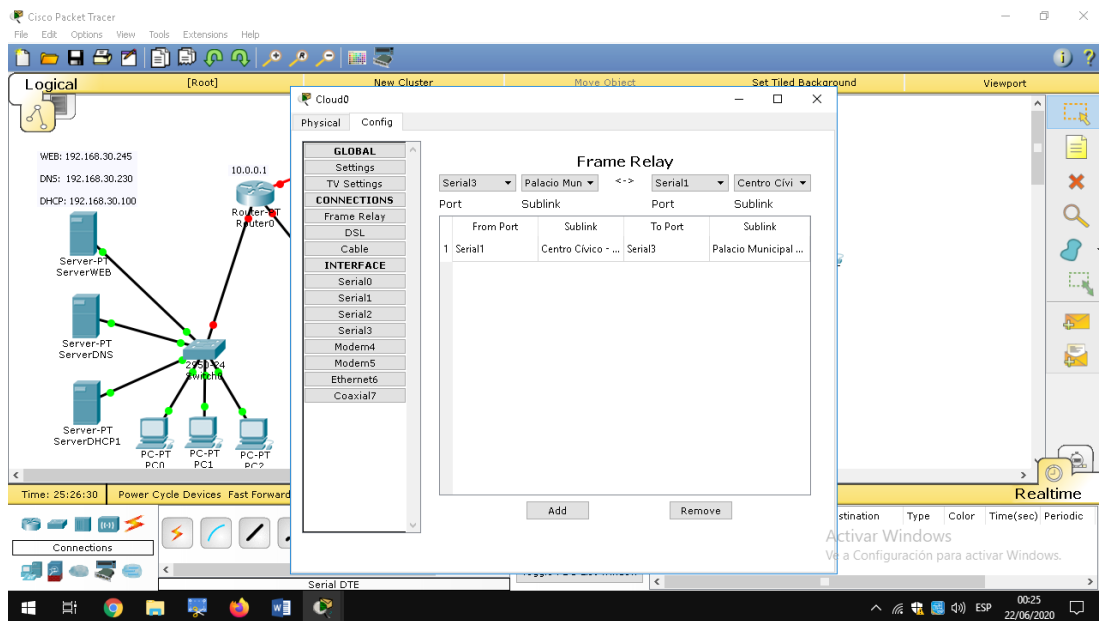 Cisco Packet Tracer
File Edit Options View Tools Extensions Help
Logical [Root] New Cluster Move Object Set Tiled Background Viewport
WEB: 192.168.30.245
DNS: 192.168.30.230
DHCP: 192.168.30.100
10.0.0.1
Router-PT
Router0
Server-PT
ServerWEB
Server-PT
ServerDNS
2950-24
Switch0
Server-PT
ServerDHCP1
PC-PT
PC0
PC-PT
PC1
PC-PT
PC2
Cloud0
Physical Config
GLOBAL
Settings
TV Settings
CONNECTIONS
Frame Relay
DSL
Cable
INTERFACE
Serial0
Serial1
Serial2
Serial3
Modem4
Modem5
Ethernet6
Coaxial7
Frame Relay
Serial3 Palacio Mun <-> Serial1 Centro Cívi
Port Sublink Port Sublink
From Port Sublink To Port Sublink
1 Serial1 Centro Cívico - ... Serial3 Palacio Municipal ...
Add Remove
Time: 25:26:30 Power Cycle Devices Fast Forward
Realtime
Connections
Serial DTE
stination Type Color Time(sec) Periodic
Activar Windows
Ve a Configuración para activar Windows.
ESP
00:25
22/06/2020